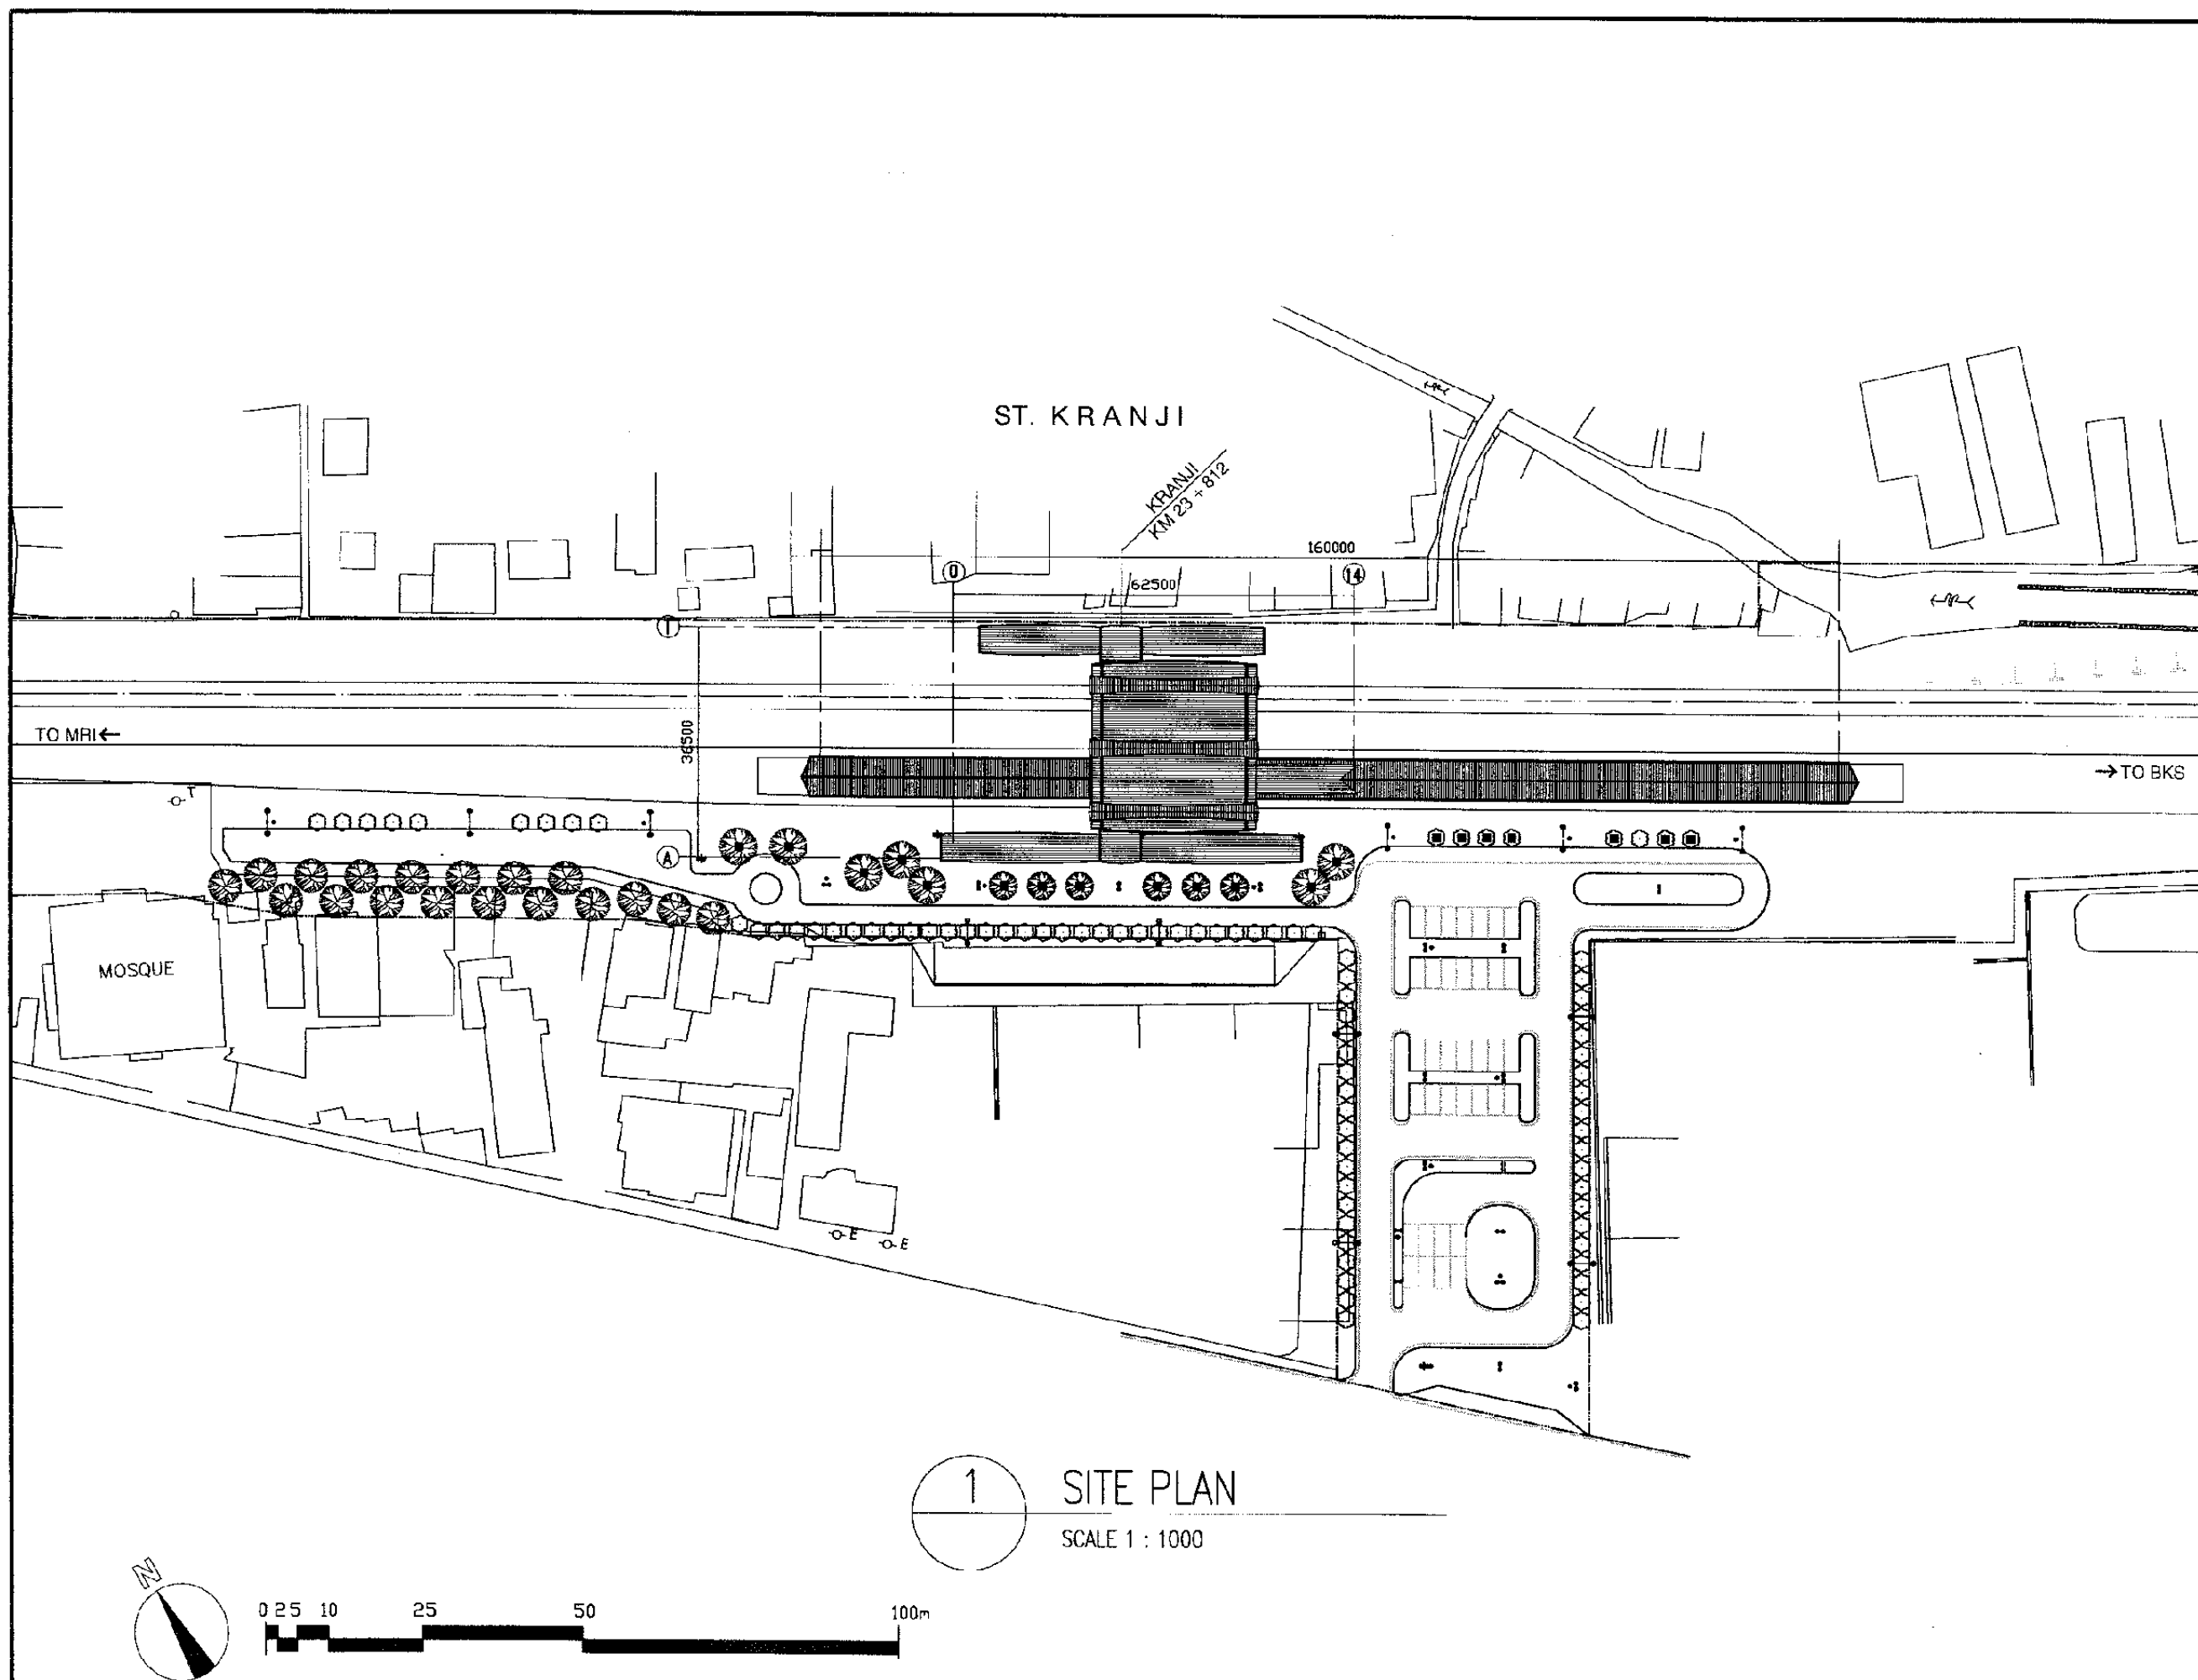 ST. KRANJI
KRANJI
KM 23 + 812
160000
0
62500
14
T
36500
TO MRI←
→TO BKS
T
A
MOSQUE
E
E
1
SITE PLAN
SCALE 1 : 1000
N
0 2.5 5 10 25 50 100m